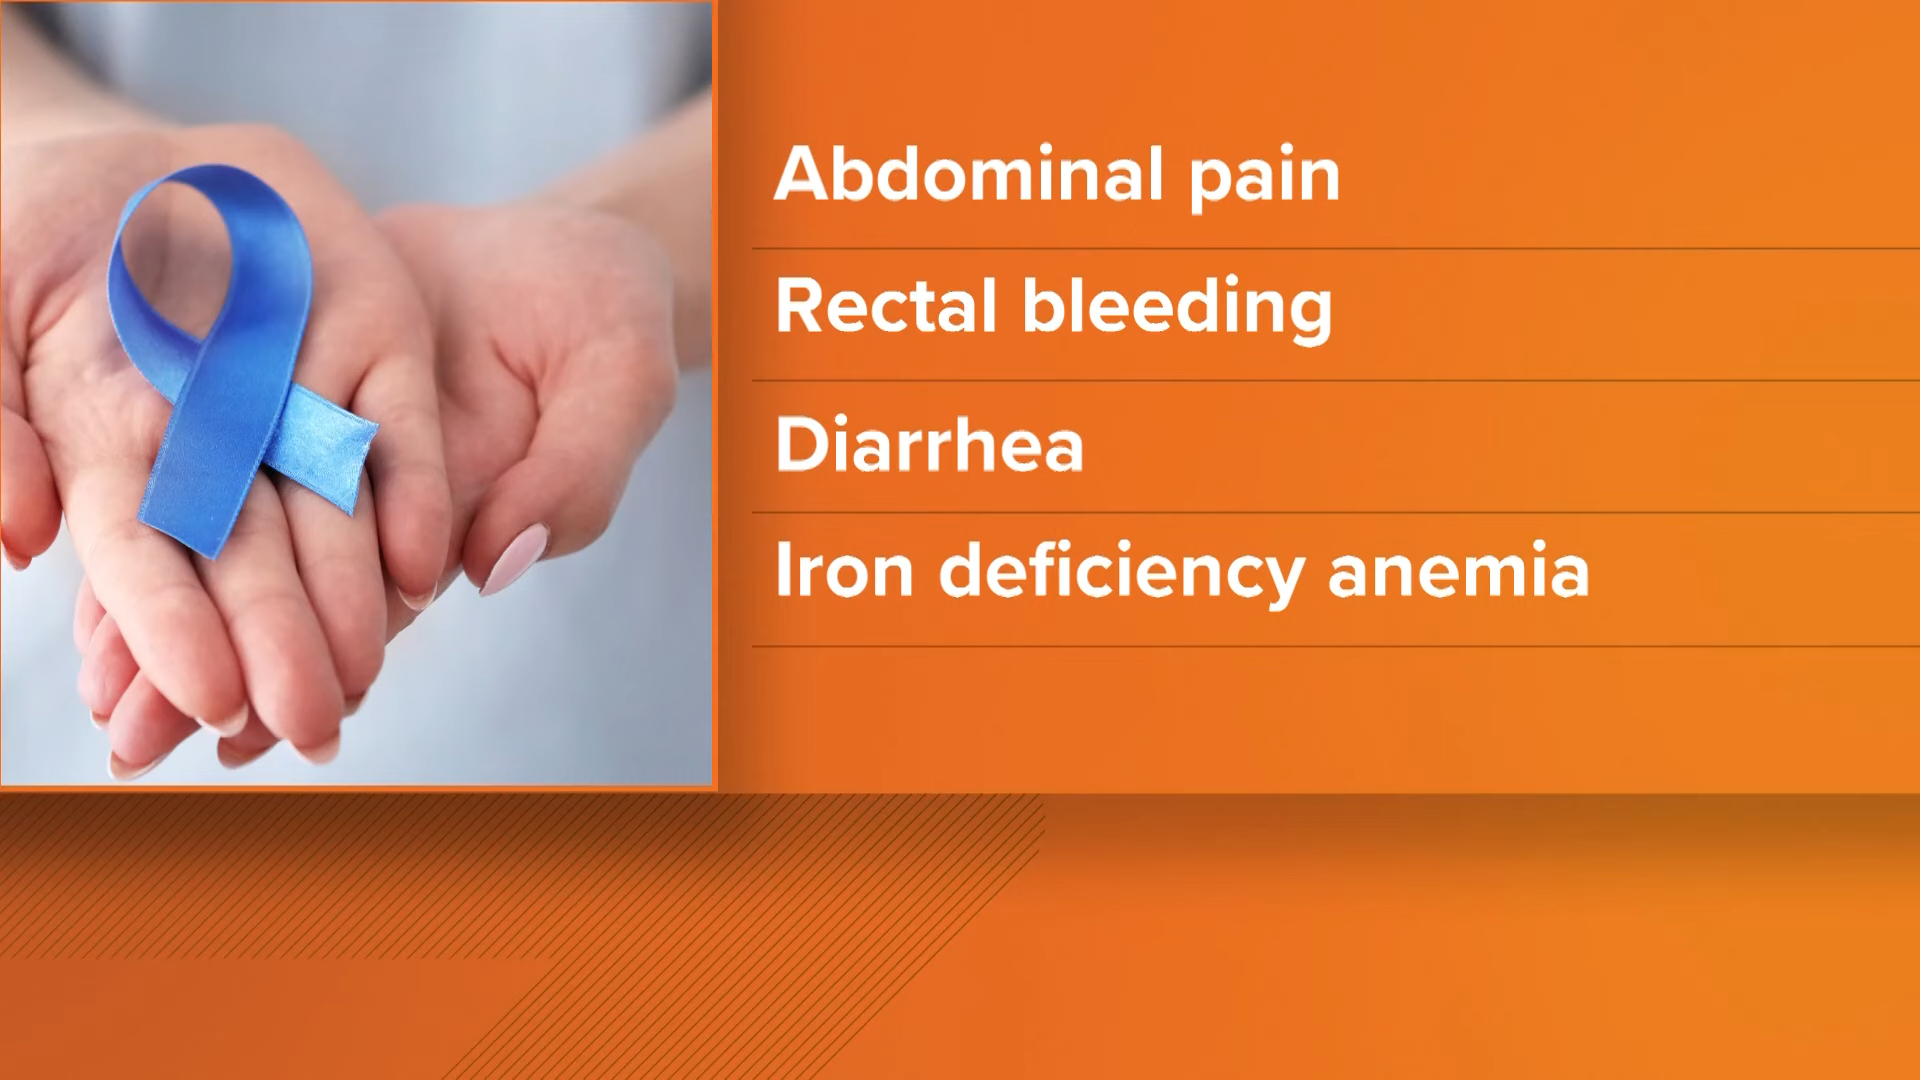 Abdominal pain
Rectal bleeding
Diarrhea
Iron deficiency anemia